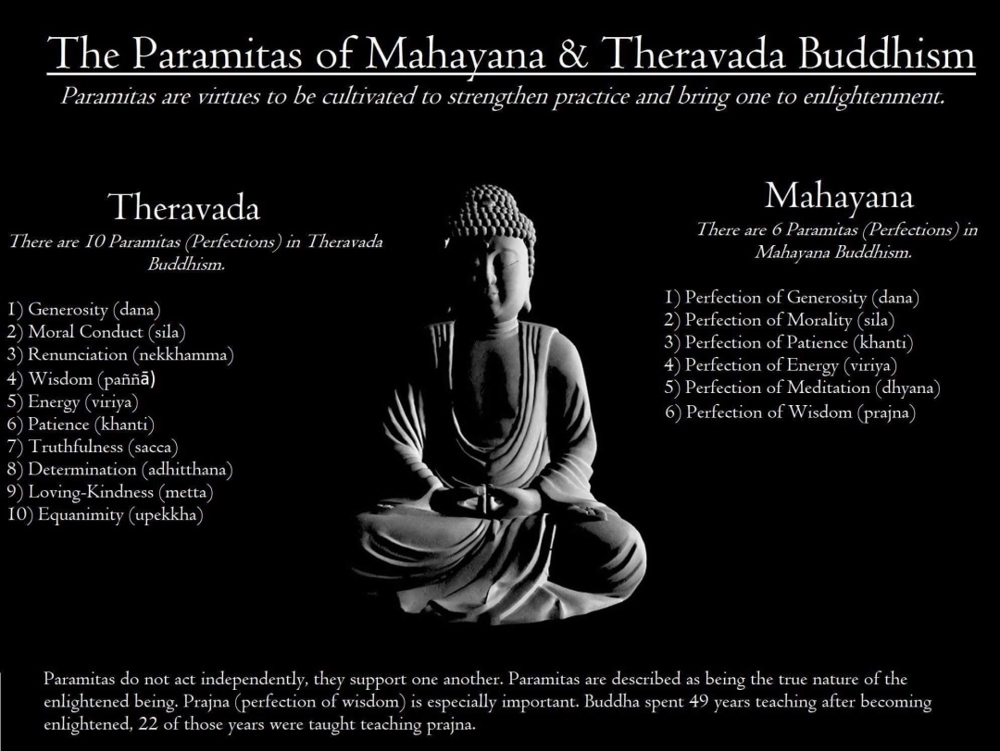 The Paramitas of Mahayana & Theravada Buddhism
Paramitas are virtues to be cultivated to strengthen practice and bring one to enlightenment.
Theravada
There are 10 Paramitas (Perfections) in Theravada
Buddhism.
1) Generosity (dana)
2) Moral Conduct (sila)
3) Renunciation (nekkhamma)
4) Wisdom (paññā)
5) Energy (viriya)
6) Patience (khanti)
7) Truthfulness (sacca)
8) Determination (adhitthana)
9) Loving-Kindness (metta)
10) Equanimity (upekkha)
Mahayana
There are 6 Paramitas (Perfections) in
Mahayana Buddhism.
1) Perfection of Generosity (dana)
2) Perfection of Morality (sila)
3) Perfection of Patience (khanti)
4) Perfection of Energy (viriya)
5) Perfection of Meditation (dhyana)
6) Perfection of Wisdom (prajna)
Paramitas do not act independently, they support one another. Paramitas are described as being the true nature of the
enlightened being. Prajna (perfection of wisdom) is especially important. Buddha spent 49 years teaching after becoming
enlightened, 22 of those years were taught teaching prajna.